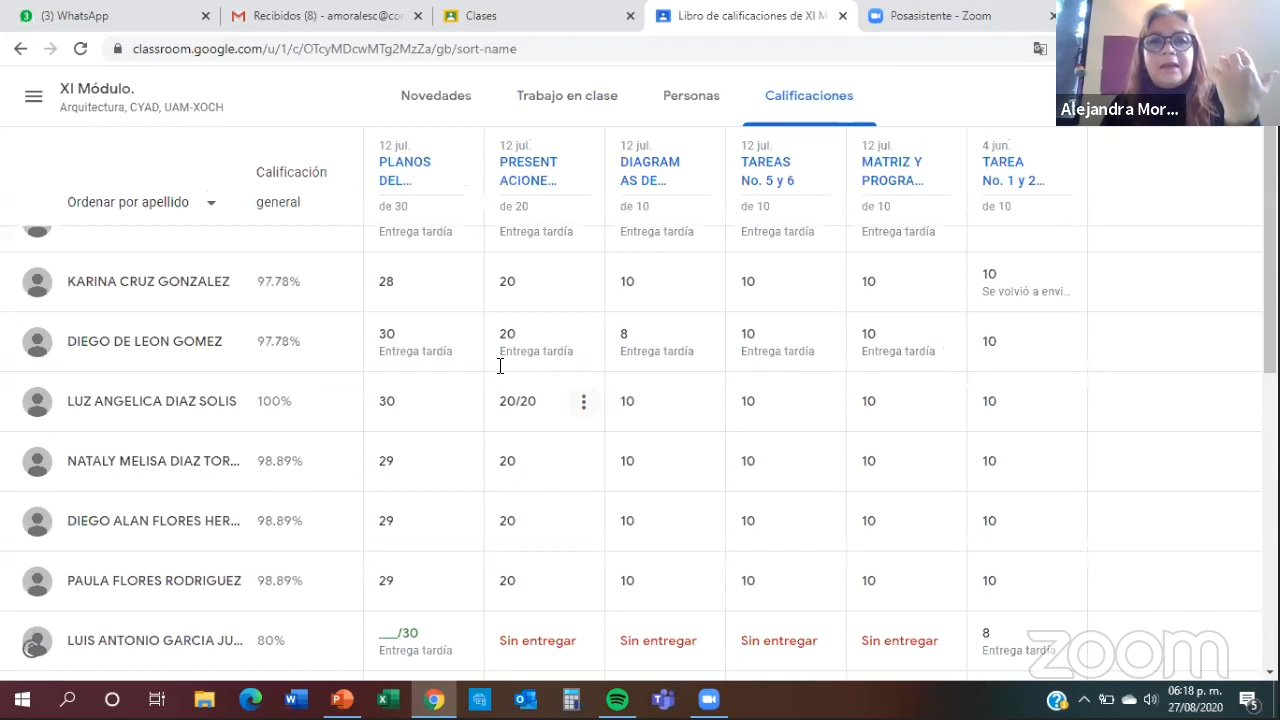 (3) WhatsApp
Recibidos (8) - amoralesc@c
Clases
Libro de calificaciones de XI M
Posasistente - Zoom
classroom.google.com/u/1/c/OTcyMDcwMTg2MzZa/gb/sort-name
XI Módulo.
Arquitectura, CYAD, UAM-XOCH
Novedades
Trabajo en clase
Personas
Calificaciones
Alejandra Mor...
Ordenar por apellido
Calificación general
12 jul. PLANOS DEL... de 30
12 jul. PRESENT ACIONE... de 20
12 jul. DIAGRAM AS DE... de 10
12 jul. TAREAS No. 5 y 6 de 10
12 jul. MATRIZ Y PROGRA... de 10
4 jun. TAREA No. 1 y 2... de 10
Entrega tardía Entrega tardía Entrega tardía Entrega tardía Entrega tardía
KARINA CRUZ GONZALEZ 97.78% 28 20 10 10 10 10
Se volvió a envi...
DIEGO DE LEON GOMEZ 97.78% 30 20 8 10 10 10
Entrega tardía Entrega tardía Entrega tardía Entrega tardía Entrega tardía
LUZ ANGELICA DIAZ SOLIS 100% 30 20/20 10 10 10 10
NATALY MELISA DIAZ TOR... 98.89% 29 20 10 10 10 10
DIEGO ALAN FLORES HER... 98.89% 29 20 10 10 10 10
PAULA FLORES RODRIGUEZ 98.89% 29 20 10 10 10 10
LUIS ANTONIO GARCIA JU... 80% ___/30 Sin entregar Sin entregar Sin entregar Sin entregar 8
Entrega tardía Entrega tardía
zoom
06:18 p. m.
27/08/2020
5